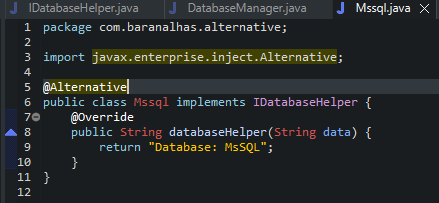 IDatabaseHelper.java DatabaseManager.java Mssql.java X
1 package com.baranalhas.alternative;
2
3 import javax.enterprise.inject.Alternative;
4
5 @Alternative
6 public class Mssql implements IDatabaseHelper {
7 @Override
8 public String databaseHelper(String data) {
9 return "Database: MsSQL";
10 }
11 }
12